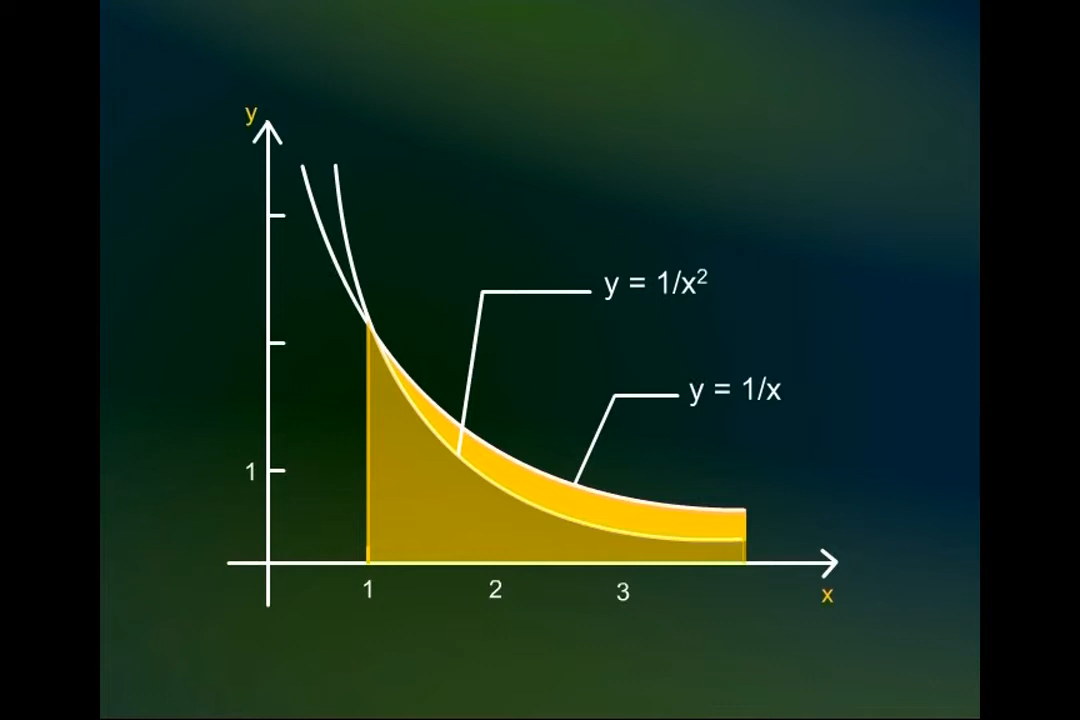 y
y = 1/x²
y = 1/x
1
1 2 3
x